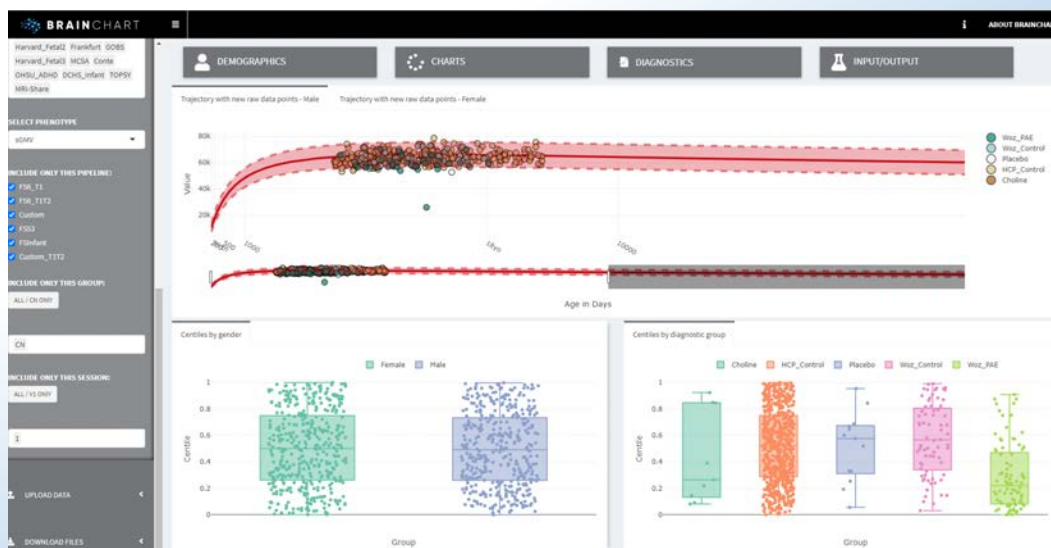 BRAINCHART
ABOUT BRAINCHA
Harvard_Fetal2 Frankfurt GOBS
Harvard_Fetal3 MCSA Conte
OHSU_ADHD DCHS_infant TOPSY
MRi-Share
SELECT PHENOTYPE
sGMV
INCLUDE ONLY THIS PIPELINE:
FS6_T1
FS6_T1T2
Custom
FS53
FSInfant
Custom_T1T2
INCLUDE ONLY THIS GROUP:
ALL / CN ONLY
CN
INCLUDE ONLY THIS SESSION:
ALL / V1 ONLY
1
UPLOAD DATA
DOWNLOAD FILES
DEMOGRAPHICS
CHARTS
DIAGNOSTICS
INPUT/OUTPUT
Trajectory with new raw data points - Male
Trajectory with new raw data points - Female
Value
80k
60k
40k
20k
500
1000
18yo
10000
Woz_PAE
Woz_Control
Placebo
HCP_Control
Choline
Age in Days
Centiles by gender
Female
Male
Centile
1
0.8
0.6
0.4
0.2
0
Group
Centiles by diagnostic group
Choline
HCP_Control
Placebo
Woz_Control
Woz_PAE
Centile
1
0.8
0.6
0.4
0.2
0
Group